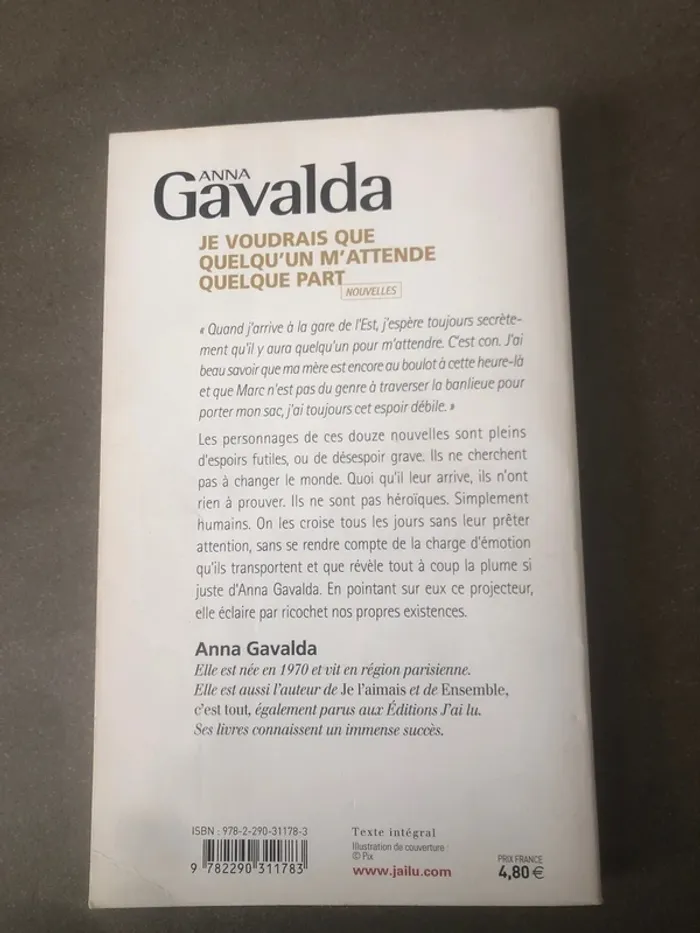 ANNA
Gavalda
JE VOUDRAIS QUE
QUELQU'UN M'ATTENDE
QUELQUE PART
NOUVELLES
« Quand j'arrive à la gare de l'Est, j'espère toujours secrète-
ment qu'il y aura quelqu'un pour m'attendre. C'est con. J'ai
beau savoir que ma mère est encore au boulot à cette heure-là
et que Marc n'est pas du genre à traverser la banlieue pour
porter mon sac, j'ai toujours cet espoir débile. »
Les personnages de ces douze nouvelles sont pleins
d'espoirs futiles, ou de désespoir grave. Ils ne cherchent
pas à changer le monde. Quoi qu'il leur arrive, ils n'ont
rien à prouver. Ils ne sont pas héroïques. Simplement
humains. On les croise tous les jours sans leur prêter
attention, sans se rendre compte de la charge d'émotion
qu'ils transportent et que révèle tout à coup la plume si
juste d'Anna Gavalda. En pointant sur eux ce projecteur,
elle éclaire par ricochet nos propres existences.
Anna Gavalda
Elle est née en 1970 et vit en région parisienne.
Elle est aussi l'auteur de Je l'aimais et de Ensemble,
c'est tout, également parus aux Éditions J'ai lu.
Ses livres connaissent un immense succès.
ISBN : 978-2-290-31178-3
9 782290 311783
Texte intégral
Illustration de couverture :
© Pix
www.jailu.com
PRIX FRANCE
4,80 €